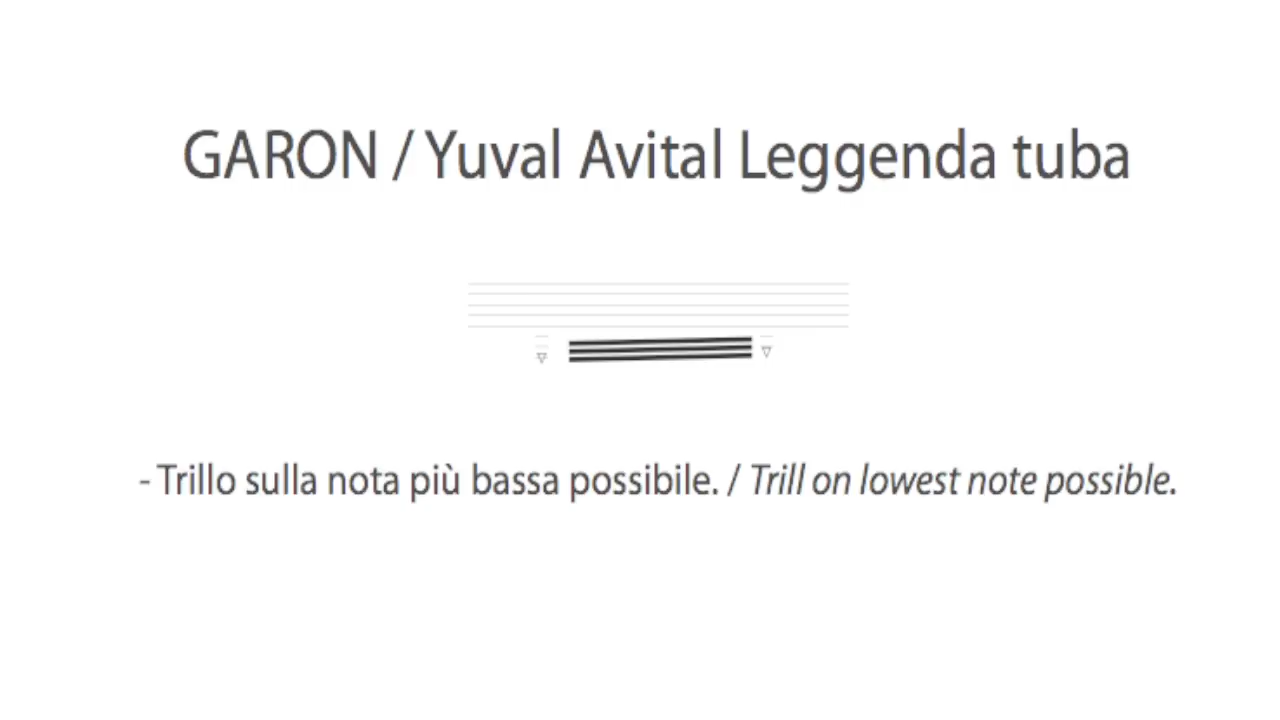 GARON / Yuval Avital Leggenda tuba
- Trillo sulla nota più bassa possibile. / Trill on lowest note possible.